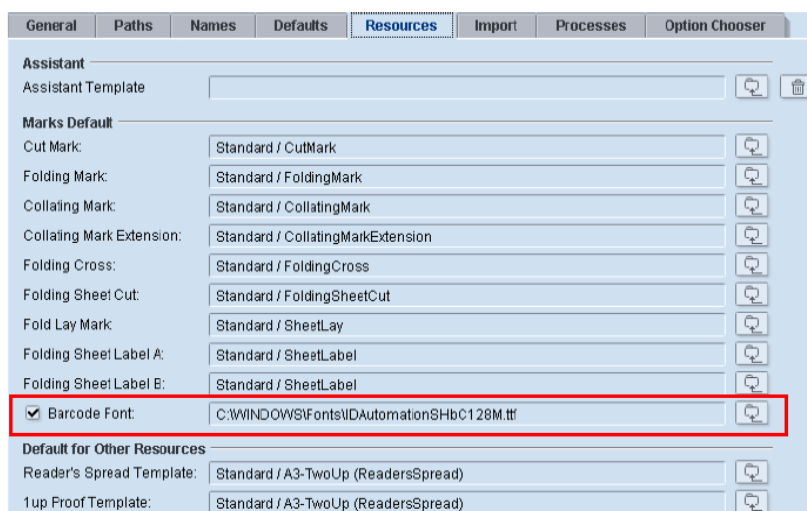 General Paths Names Defaults Resources Import Processes Option Chooser
Assistant
Assistant Template
Marks Default
Cut Mark: Standard / CutMark
Folding Mark: Standard / FoldingMark
Collating Mark: Standard / CollatingMark
Collating Mark Extension: Standard / CollatingMarkExtension
Folding Cross: Standard / FoldingCross
Folding Sheet Cut: Standard / FoldingSheetCut
Fold Lay Mark: Standard / SheetLay
Folding Sheet Label A: Standard / SheetLabel
Folding Sheet Label B: Standard / SheetLabel
Barcode Font: C:\WINDOWS\Fonts\IDAutomationSHbC128M.ttf
Default for Other Resources
Reader's Spread Template: Standard / A3-TwoUp (ReadersSpread)
1up Proof Template: Standard / A3-TwoUp (ReadersSpread)